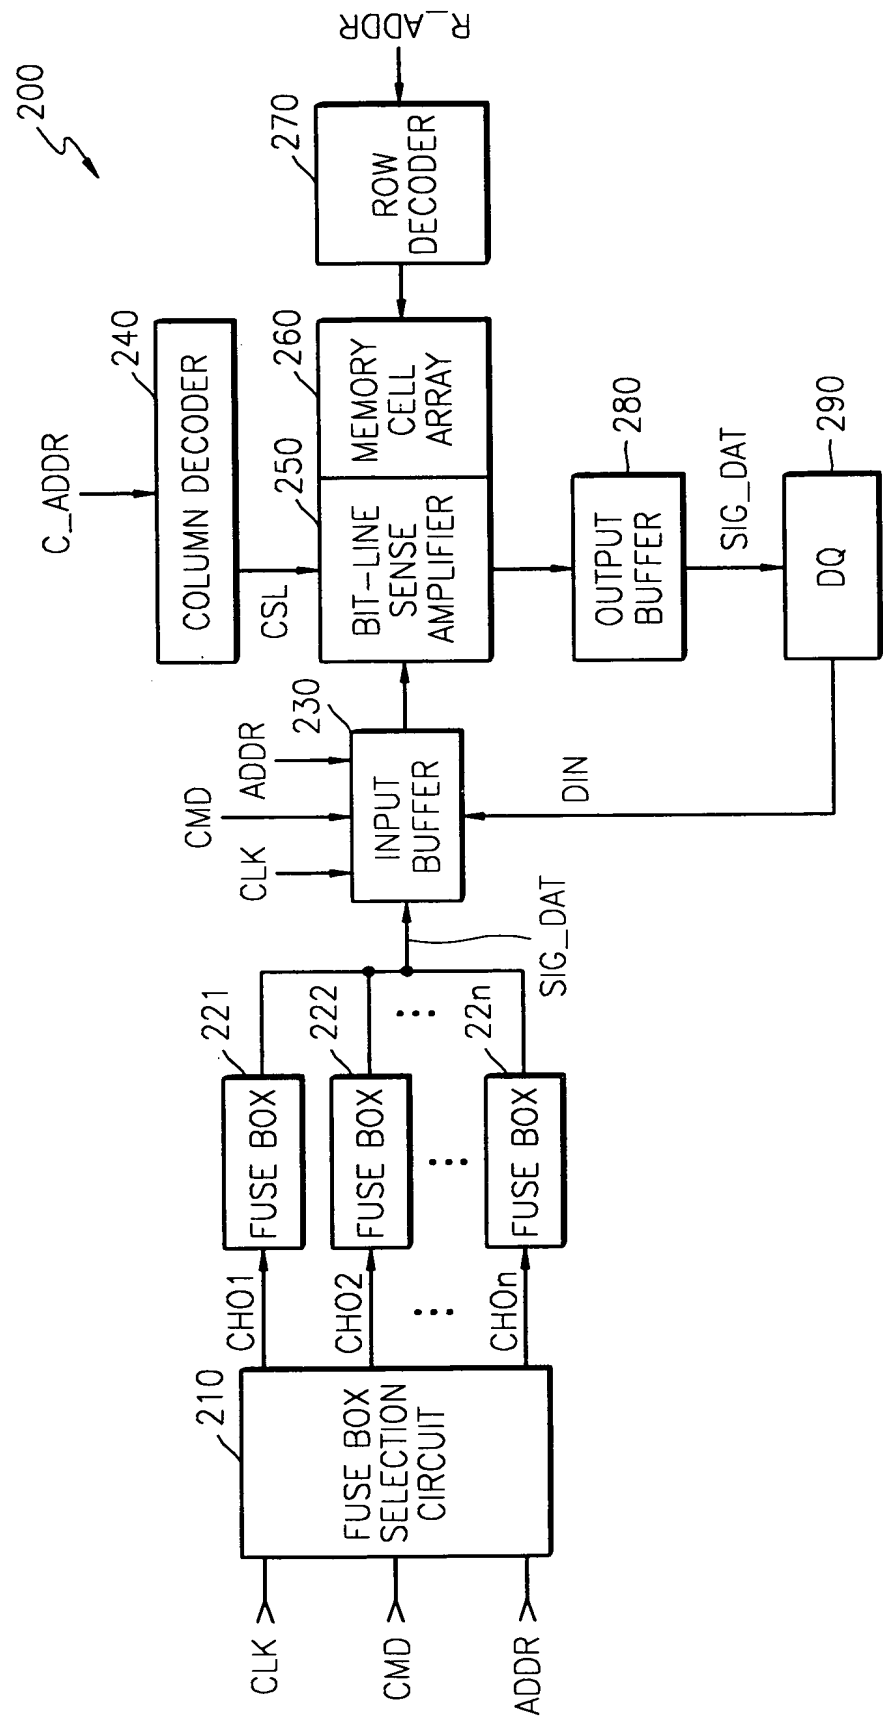 200
C_ADDR
240
COLUMN DECODER
CSL
CMD
CLK
ADDR
230
INPUT
BUFFER
250
BIT-LINE
SENSE
AMPLIFIER
260
MEMORY
CELL
ARRAY
270
ROW
DECODER
R_ADDR
210
FUSE BOX
SELECTION
CIRCUIT
CLK
CMD
ADDR
CHO1
CHO2
...
CHOn
221
FUSE BOX
222
FUSE BOX
...
22n
FUSE BOX
...
SIG_DAT
DIN
280
OUTPUT
BUFFER
SIG_DAT
290
DQ